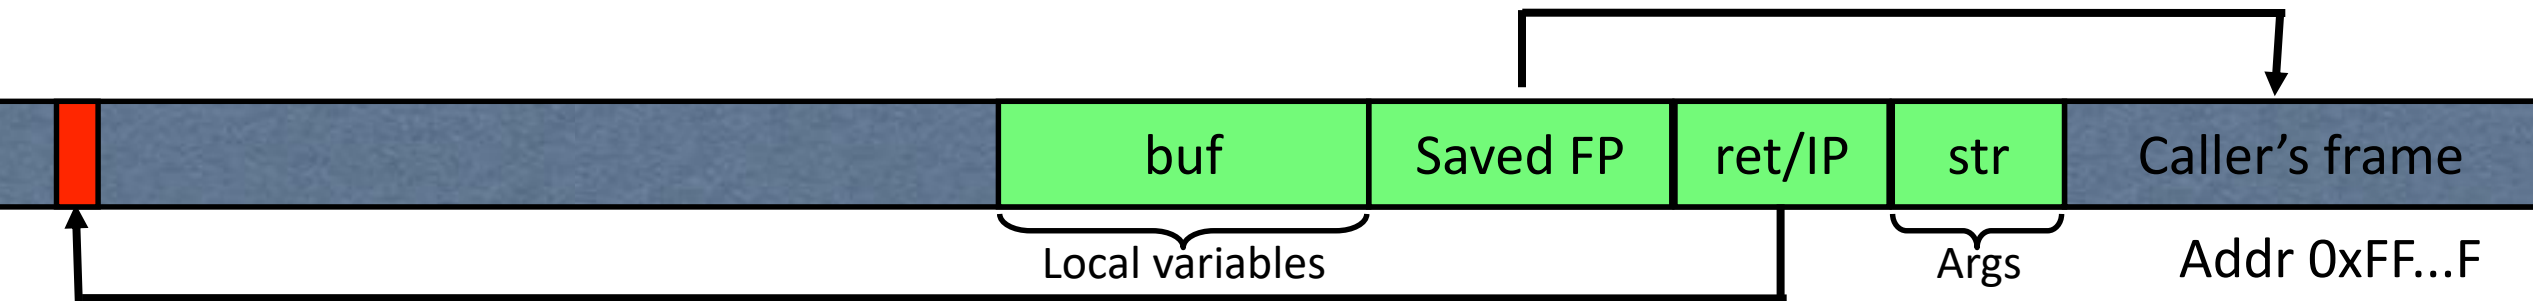 buf
Saved FP
ret/IP
str
Caller's frame
Local variables
Args
Addr 0xFF...F